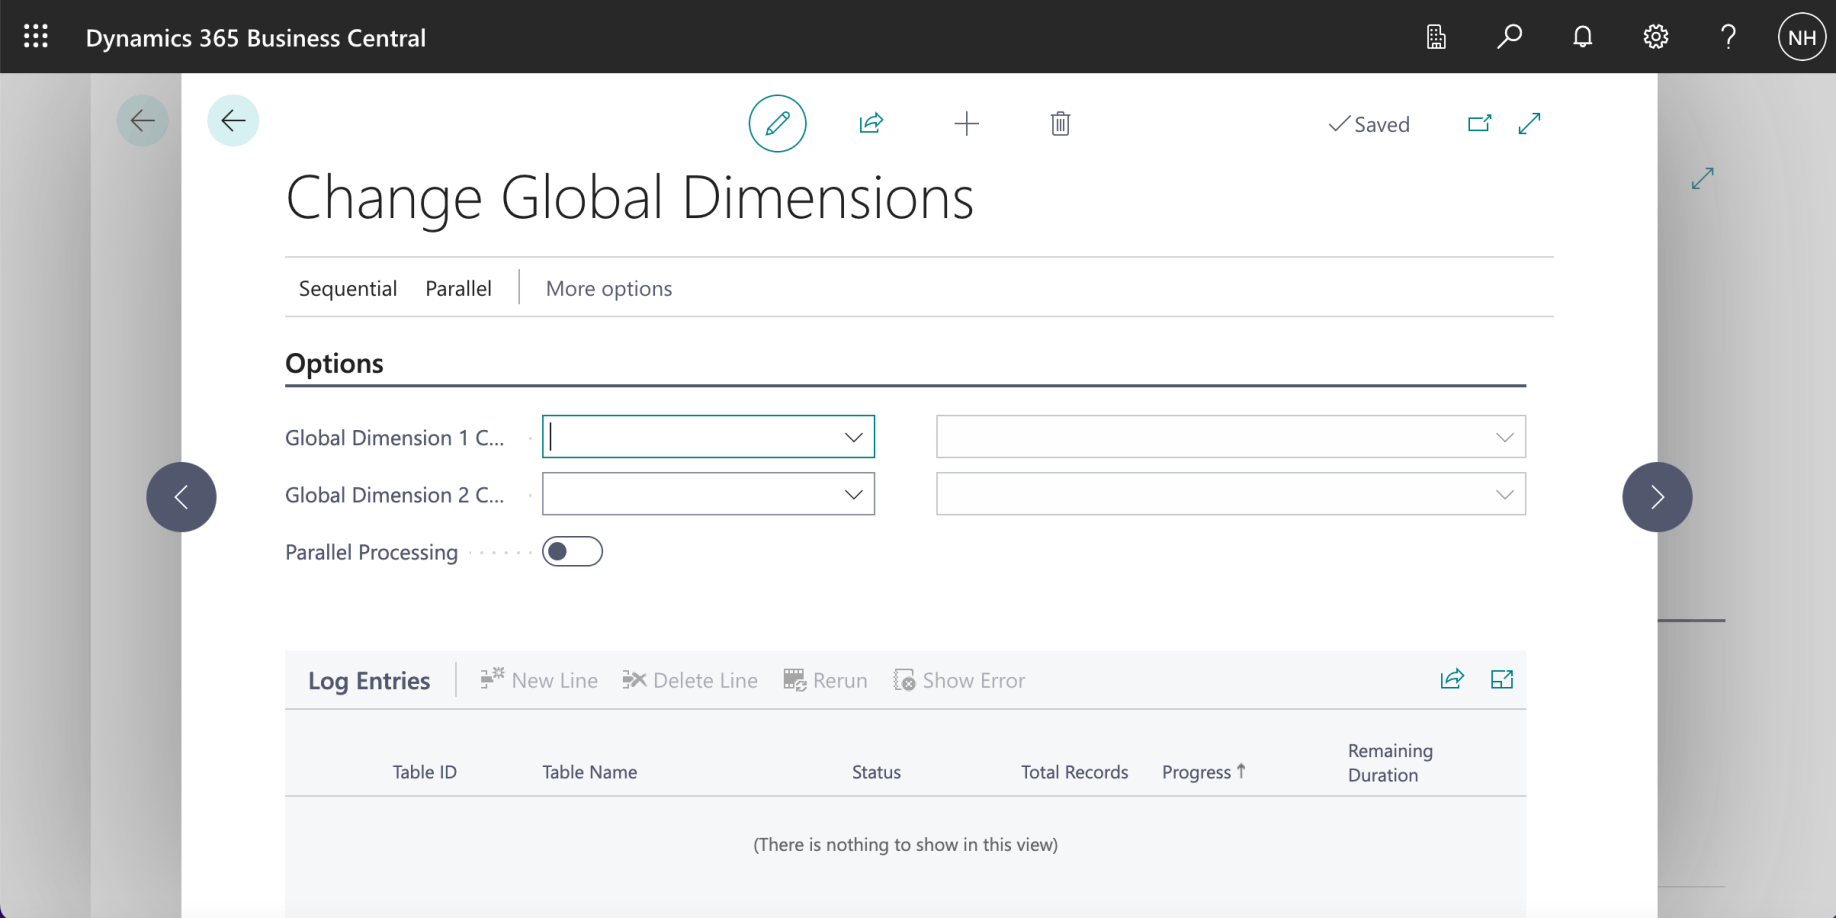 Dynamics 365 Business Central
NH
Saved
Change Global Dimensions
Sequential Parallel More options
Options
Global Dimension 1 C...
Global Dimension 2 C...
Parallel Processing
Log Entries New Line Delete Line Rerun Show Error
Table ID Table Name Status Total Records Progress↑ Remaining
Duration
(There is nothing to show in this view)